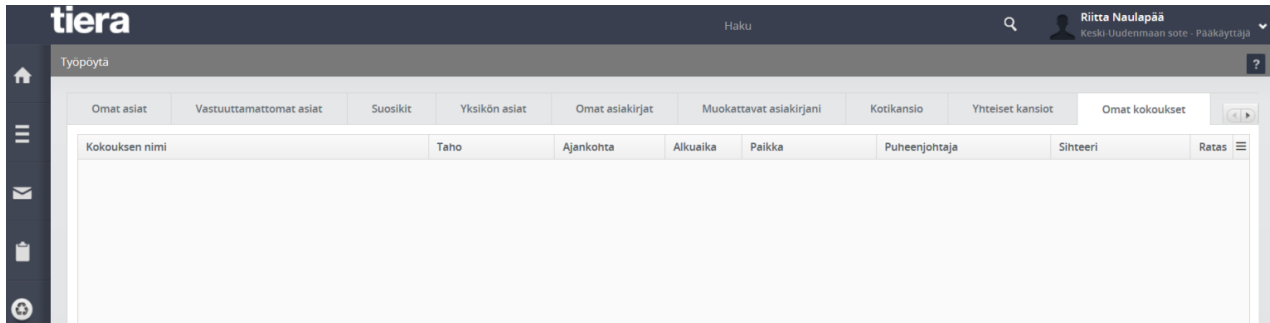 tiera
Haku
Riitta Naulapää
Keski-Uudenmaan sote - Pääkäyttäjä
Työpöytä
?
Omat asiat Vastuuttamattomat asiat Suosikit Yksikön asiat Omat asiakirjat Muokattavat asiakirjani Kotikansio Yhteiset kansiot Omat kokoukset
Kokouksen nimi Taho Ajankohta Alkuaika Paikka Puheenjohtaja Sihteeri Ratas